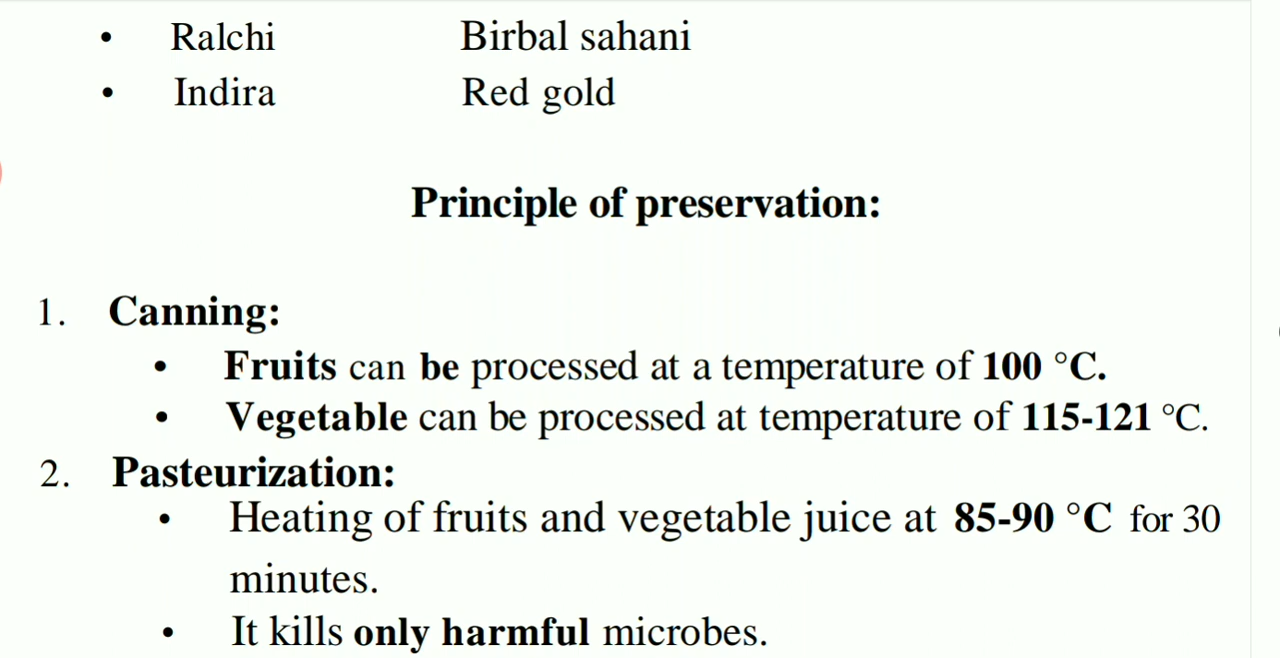 • Ralchi Birbal sahani
• Indira Red gold
Principle of preservation:
1. Canning:
• Fruits can be processed at a temperature of 100 °C.
• Vegetable can be processed at temperature of 115-121 °C.
2. Pasteurization:
• Heating of fruits and vegetable juice at 85-90 °C for 30
minutes.
• It kills only harmful microbes.